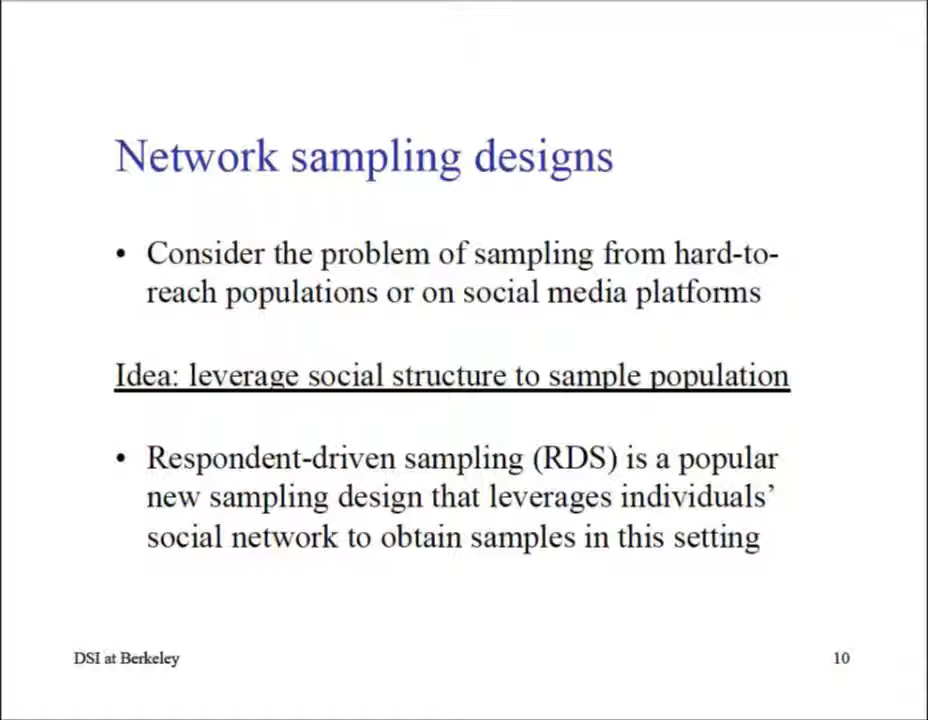 Network sampling designs
• Consider the problem of sampling from hard-to-
reach populations or on social media platforms
Idea: leverage social structure to sample population
• Respondent-driven sampling (RDS) is a popular
new sampling design that leverages individuals’
social network to obtain samples in this setting
DSI at Berkeley
10